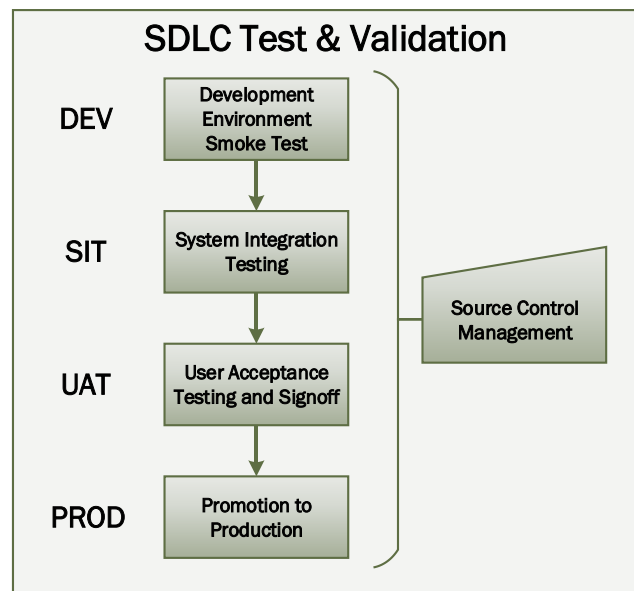 SDLC Test & Validation
DEV
Development
Environment
Smoke Test
SIT
System Integration
Testing
Source Control
Management
UAT
User Acceptance
Testing and Signoff
PROD
Promotion to
Production